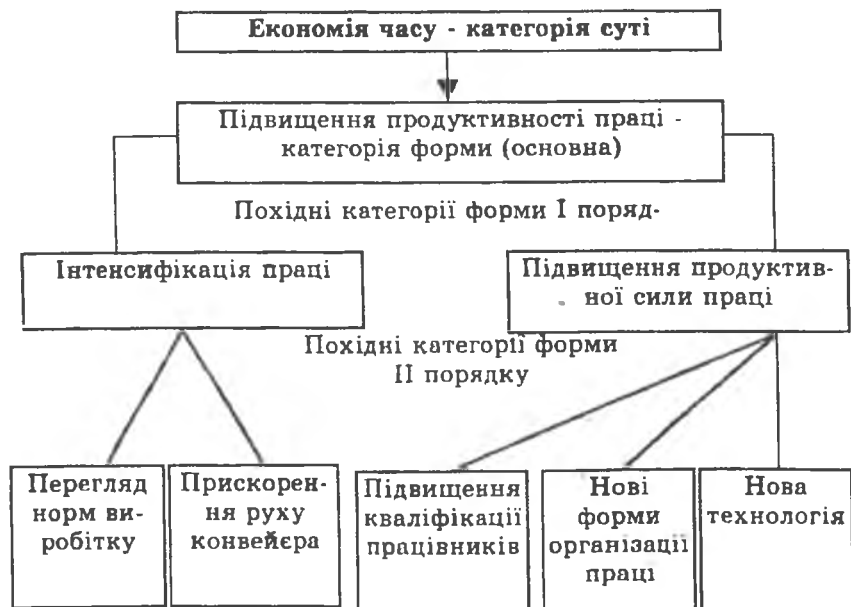 Економія часу - категорія суті
Підвищення продуктивності праці -
категорія форми (основна)
Похідні категорії форми I поряд-
Інтенсифікація праці
Підвищення продуктив-
ної сили праці
Похідні категорії форми
II порядку
Перегляд
норм ви-
робітку
Прискорен-
ня руху
конвейєра
Підвищення
кваліфікації
працівників
Нові
форми
організації
праці
Нова
технологія